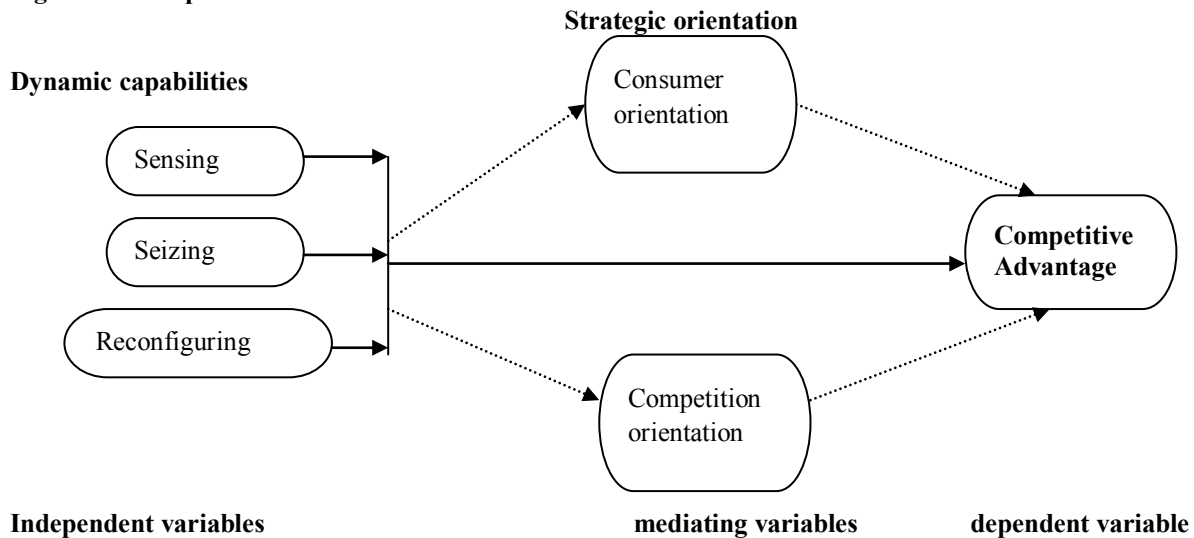 Strategic orientation
Dynamic capabilities
Consumer
orientation
Sensing
Seizing
Reconfiguring
Competitive
Advantage
Competition
orientation
Independent variables
mediating variables
dependent variable